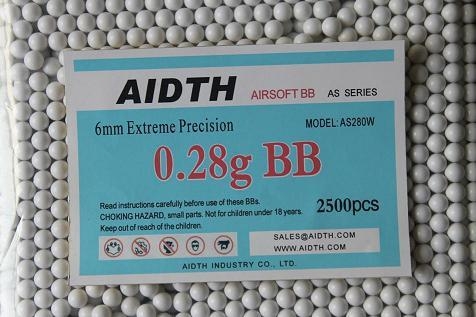 AIDTH AIRSOFT BB AS SERIES
6mm Extreme Precision MODEL: AS280W
0.28g BB
Read instructions carefully before use of these BBs.
CHOKING HAZARD, small parts. Not for children under 18 years.
Keep out of reach of the children.
2500pcs
SALES@AIDTH.COM
WWW.AIDTH.COM
AIDTH INDUSTRY CO., LTD.